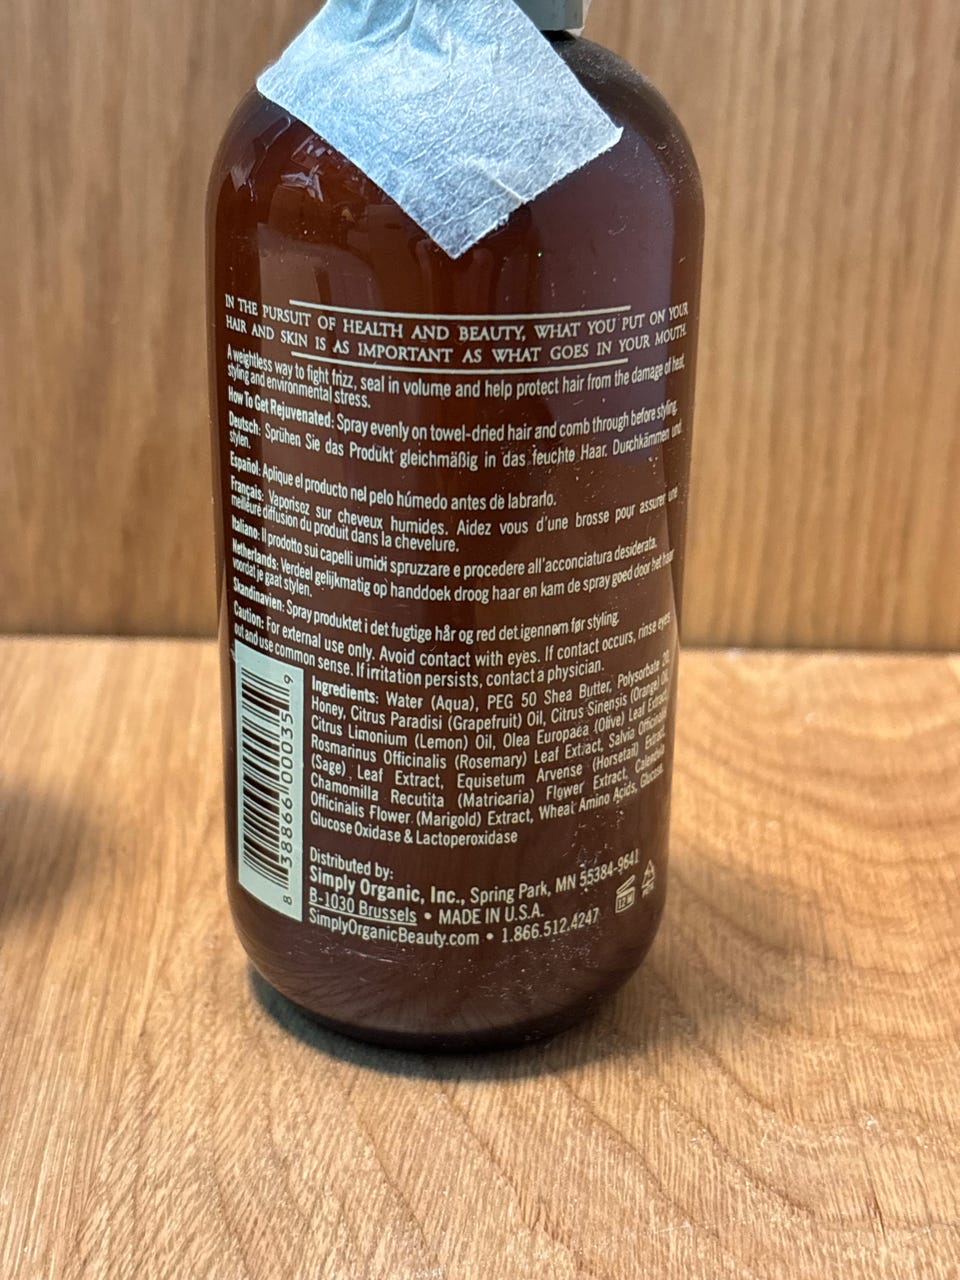 IN THE PURSUIT OF HEALTH AND BEAUTY, WHAT YOU PUT ON YOUR
HAIR AND SKIN IS AS IMPORTANT AS WHAT GOES IN YOUR MOUTH.
A weightless way to fight frizz, seal in volume and help protect hair from the damage of heat,
styling and environmental stress.
How To Get Rejuvenated: Spray evenly on towel-dried hair and comb through before styling.
Deutsch: Sprühen Sie das Produkt gleichmäßig in das feuchte Haar. Durchkämmen und
stylen.
Español: Aplique el producto nel pelo húmedo antes de labrarlo.
Français: Vaporisoz sur cheveux humides. Aidez vous d'une brosse pour assurer une
meilleure diffusion du produit dans la chevelure.
Italiano: Il prodotto sui capelli umidi spruzzare e procedere all'acconciatura desiderata.
Netherlands: Verdeel gelijkmatig op handdoek droog haar en kam de spray goed door het haar
voordat je gaat stylen.
Skandinavien: Spray produktet i det fugtige hår og red det igennem før styling.
Caution: For external use only. Avoid contact with eyes. If contact occurs, rinse eyes
out and use common sense. If irritation persists, contact a physician.
Ingredients: Water (Aqua), PEG 50 Shea Butter, Polysorbate 20,
Honey, Citrus Paradisi (Grapefruit) Oil, Citrus Sinensis (Orange) Oil,
Citrus Limonium (Lemon) Oil, Olea Europaea (Olive) Leaf Extract,
Rosmarinus Officinalis (Rosemary) Leaf Extract, Salvia Officinalis
(Sage) Leaf Extract, Equisetum Arvense (Horsetail) Extract,
Chamomilla Recutita (Matricaria) Flower Extract, Calendula
Officinalis Flower (Marigold) Extract, Wheat Amino Acids, Glucose,
Glucose Oxidase & Lactoperoxidase
8 38866 00035 9
Distributed by:
Simply Organic, Inc., Spring Park, MN 55384-9641
B-1030 Brussels • MADE IN U.S.A.
SimplyOrganicBeauty.com • 1.866.512.4247